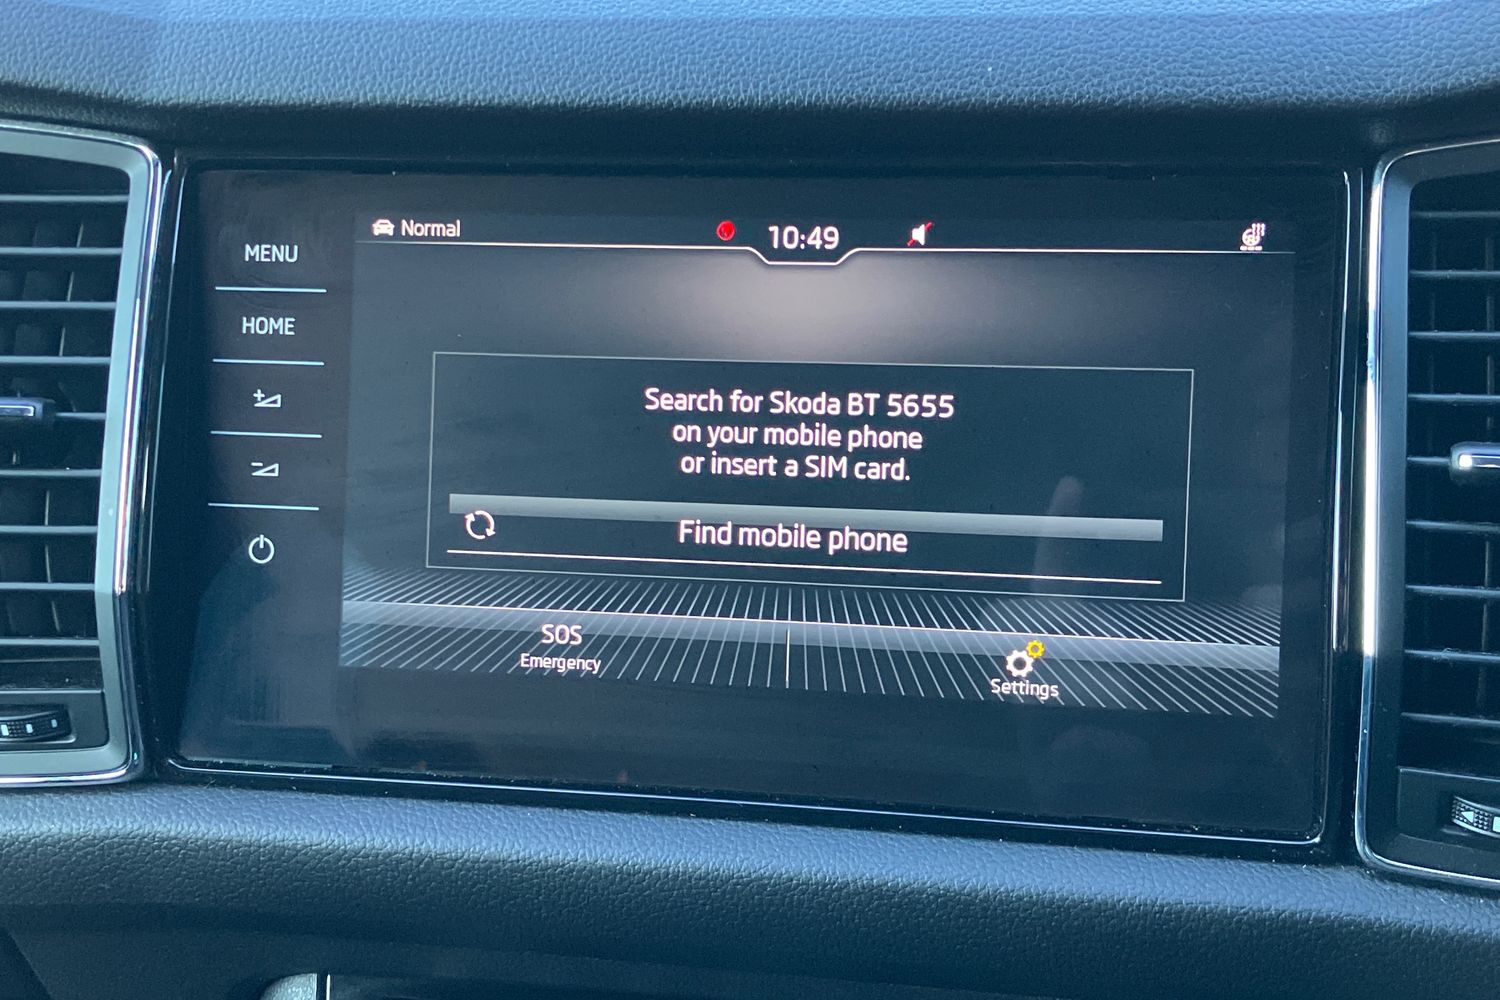 Normal
10:49
MENU
HOME
Search for Skoda BT 5655
on your mobile phone
or insert a SIM card.
Find mobile phone
SOS
Emergency
Settings